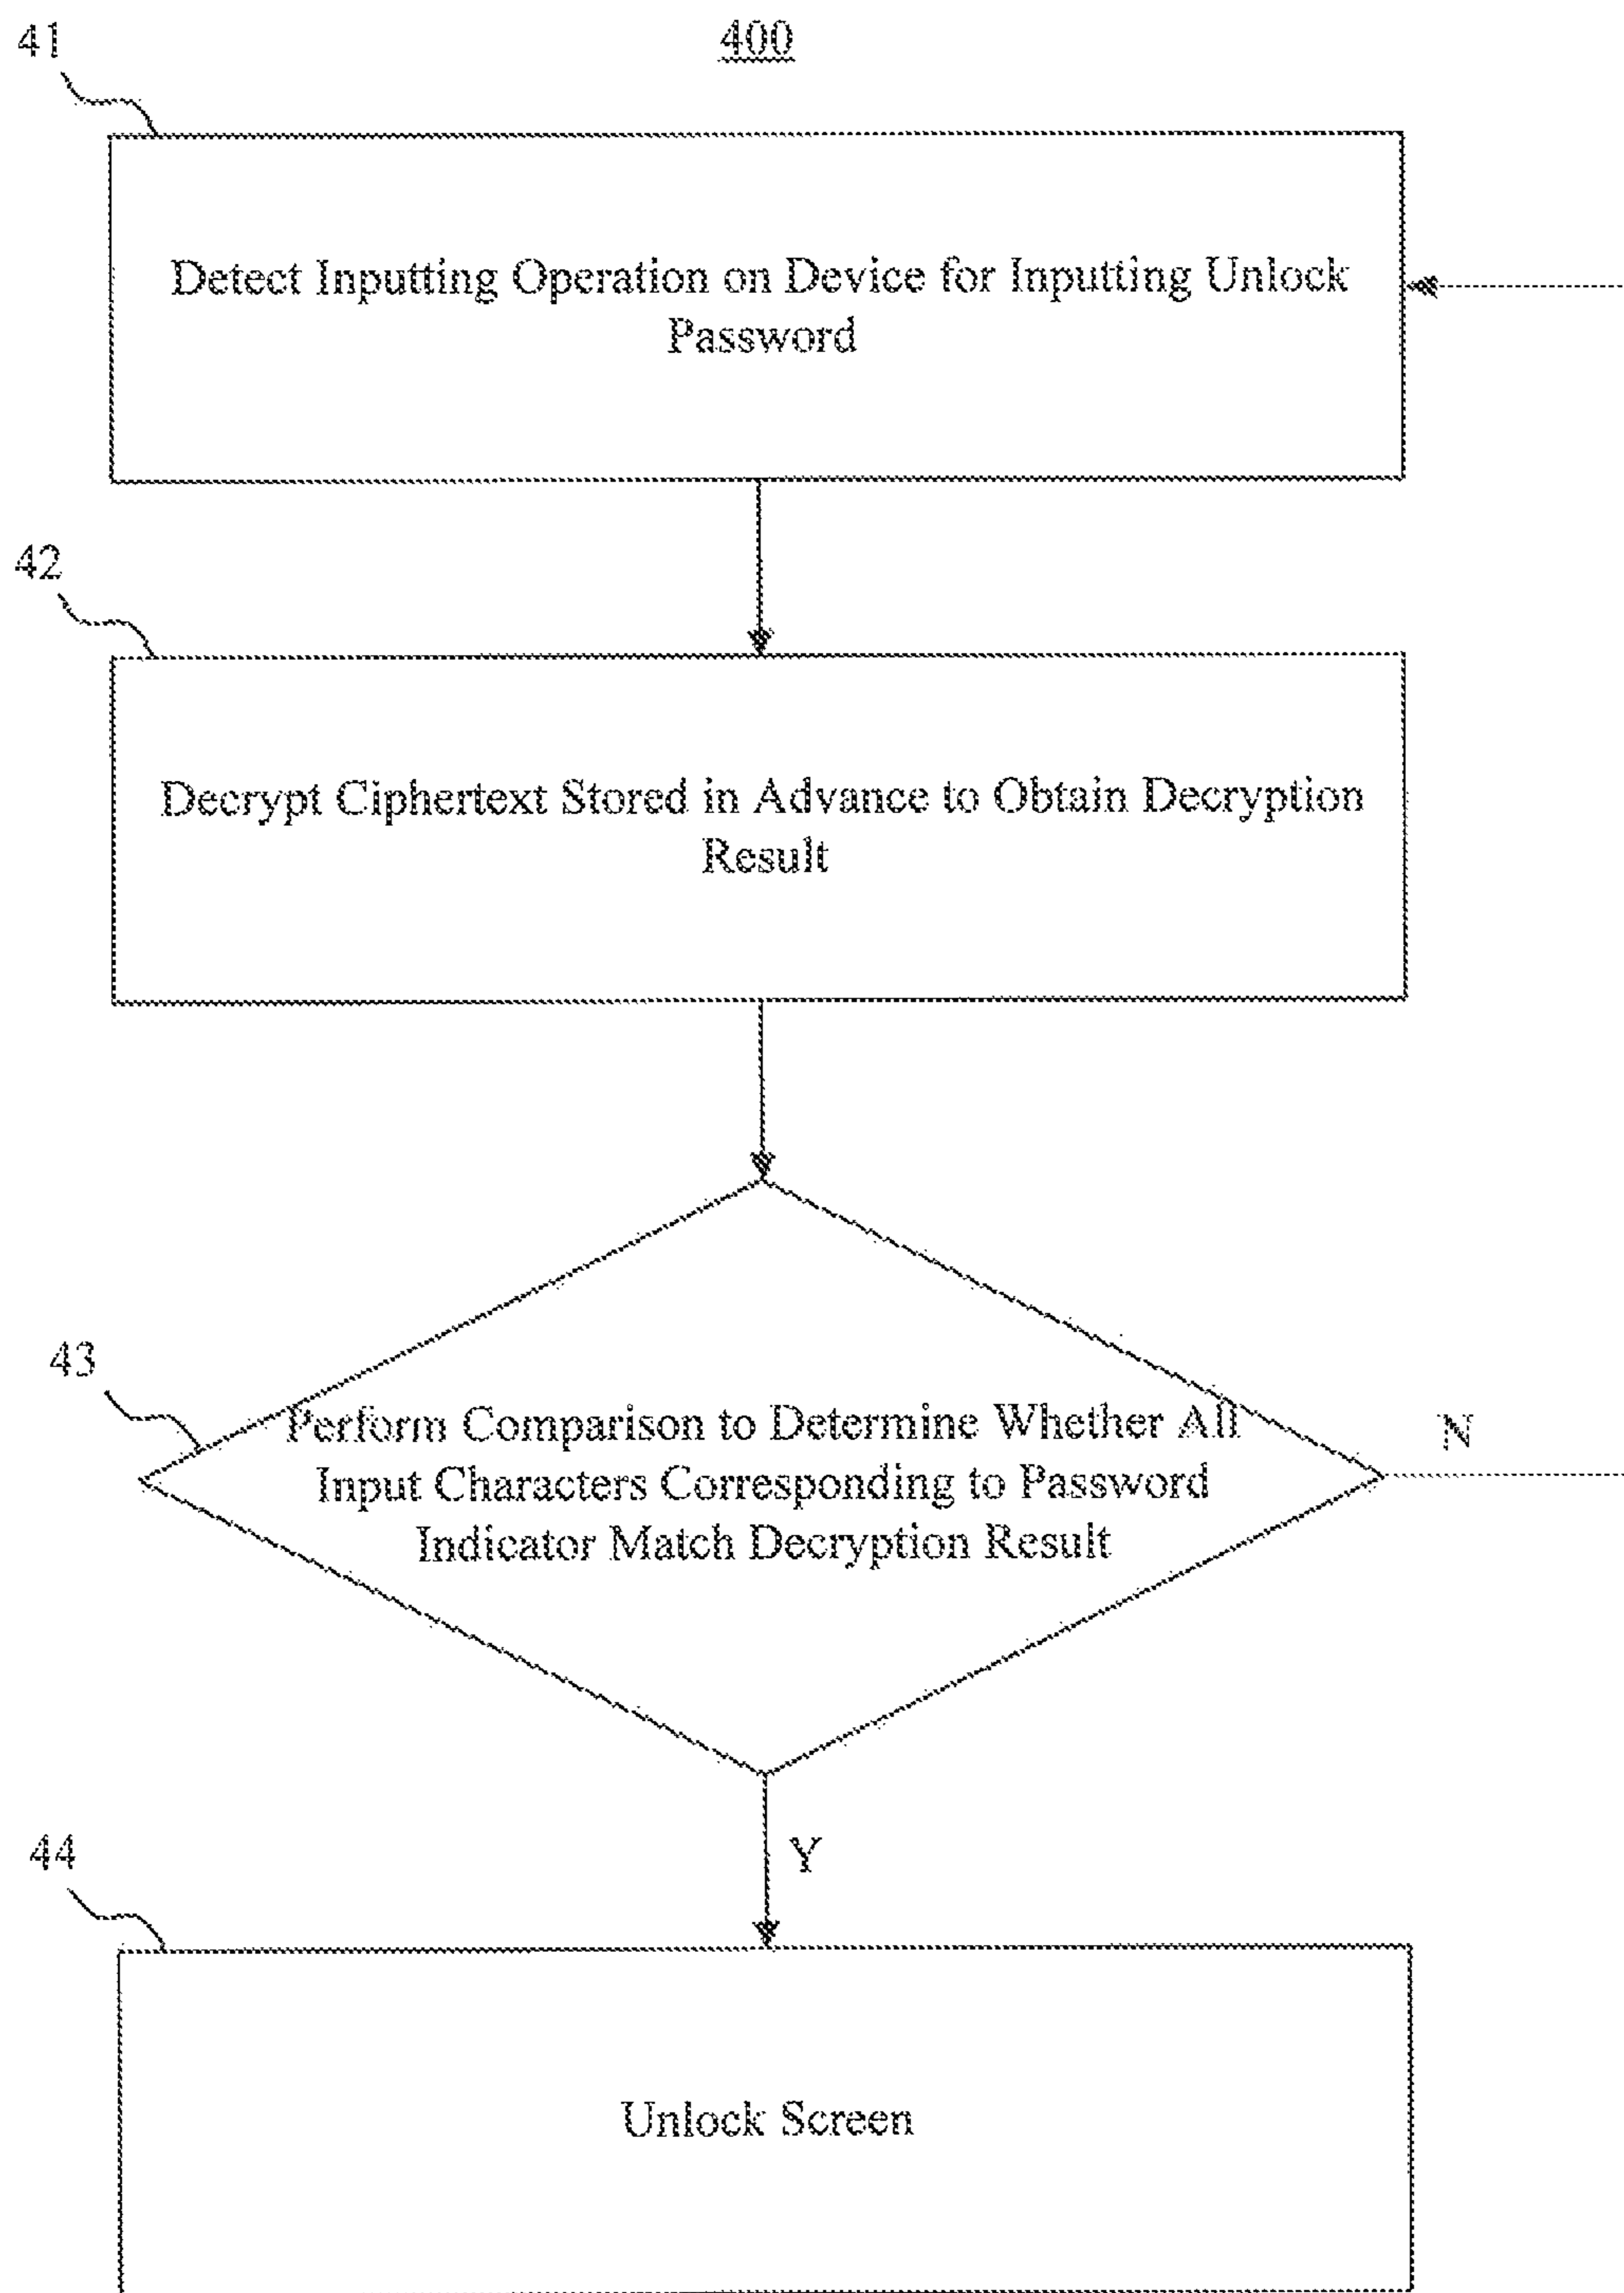 400
41
Detect Inputting Operation on Device for Inputting Unlock
Password
42
Decrypt Ciphertext Stored in Advance to Obtain Decryption
Result
43
Perform Comparison to Determine Whether All
Input Characters Corresponding to Password
Indicator Match Decryption Result
N
Y
44
Unlock Screen